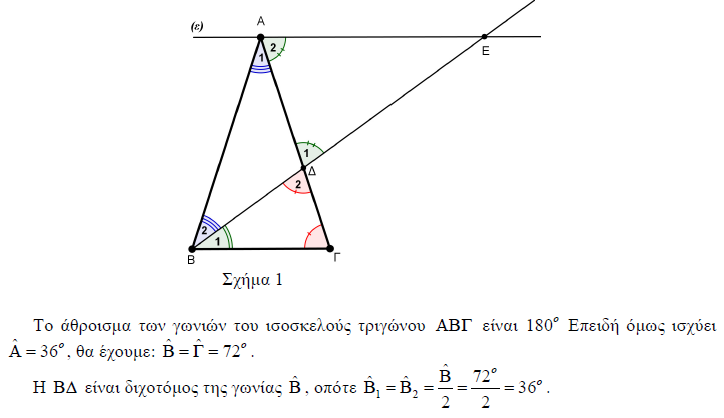 (ε)
Α
2
1
Ε
1
Δ
2
2
1
Β
Γ
Σχήμα 1
Το άθροισμα των γωνιών του ισοσκελούς τριγώνου ΑΒΓ είναι 180° Επειδή όμως ισχύει
Â = 36°, θα έχουμε: Β̂ = Γ̂ = 72°.
Η ΒΔ είναι διχοτόμος της γωνίας Β̂, οπότε Β̂₁ = Β̂₂ = Β̂/2 = 72°/2 = 36°.